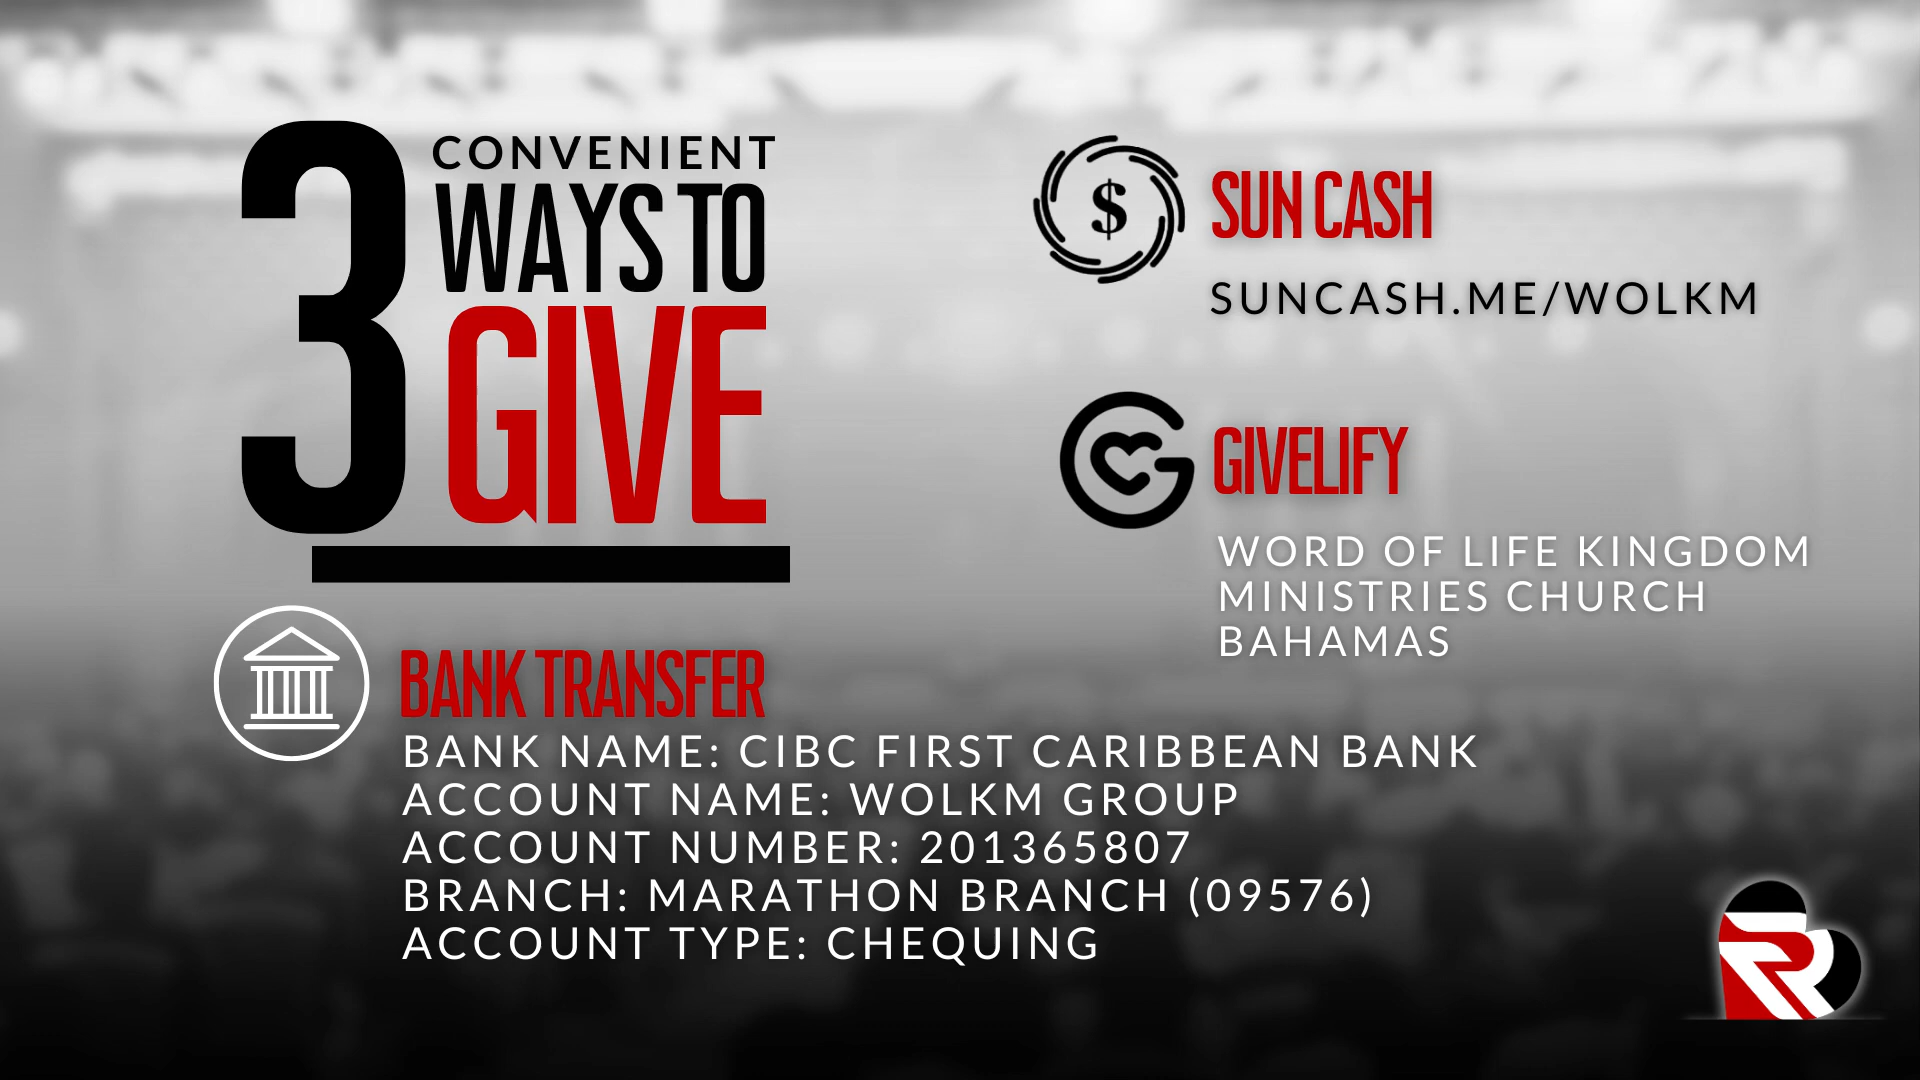 3
CONVENIENT
WAYS TO
GIVE
$
SUN CASH
SUNCASH.ME/WOLKM
GIVELIFY
WORD OF LIFE KINGDOM
MINISTRIES CHURCH
BAHAMAS
BANK TRANSFER
BANK NAME: CIBC FIRST CARIBBEAN BANK
ACCOUNT NAME: WOLKM GROUP
ACCOUNT NUMBER: 201365807
BRANCH: MARATHON BRANCH (09576)
ACCOUNT TYPE: CHEQUING
R